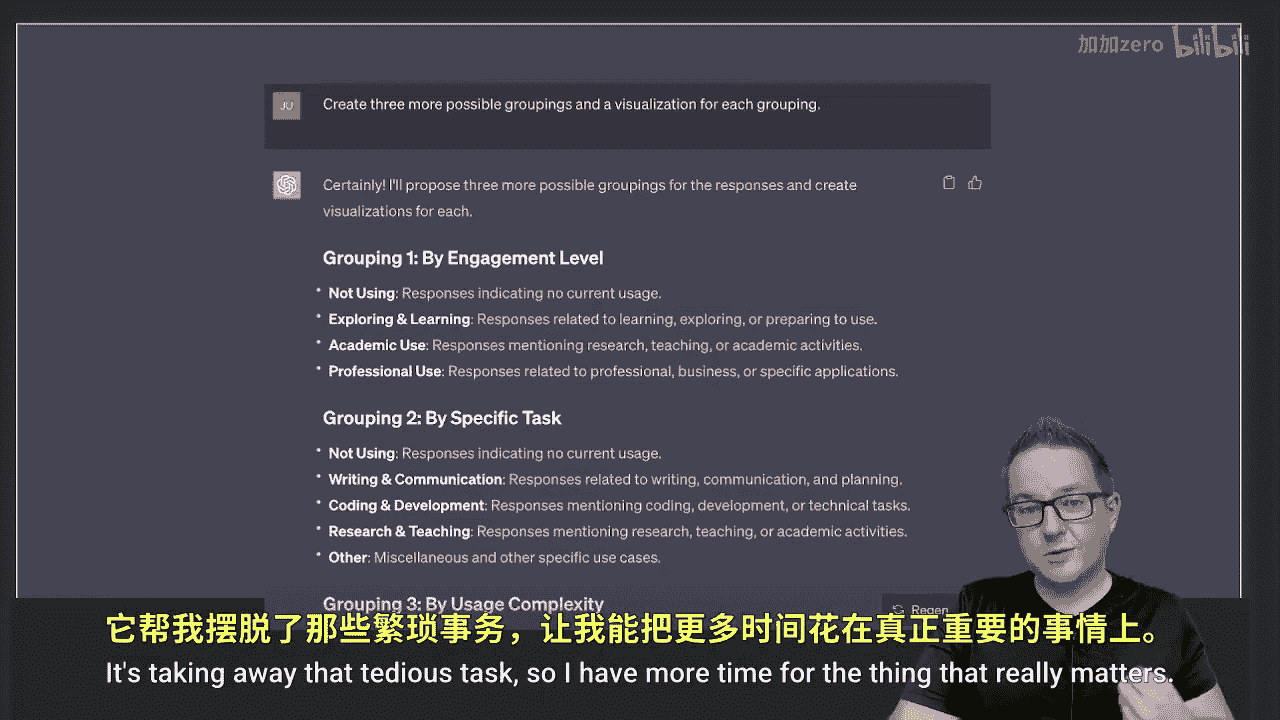 加加zero bilibili
JU
Create three more possible groupings and a visualization for each grouping.
Certainly! I'll propose three more possible groupings for the responses and create
visualizations for each.
Grouping 1: By Engagement Level
• Not Using: Responses indicating no current usage.
• Exploring & Learning: Responses related to learning, exploring, or preparing to use.
• Academic Use: Responses mentioning research, teaching, or academic activities.
• Professional Use: Responses related to professional, business, or specific applications.
Grouping 2: By Specific Task
• Not Using: Responses indicating no current usage.
• Writing & Communication: Responses related to writing, communication, and planning.
• Coding & Development: Responses mentioning coding, development, or technical tasks.
• Research & Teaching: Responses mentioning research, teaching, or academic activities.
• Other: Miscellaneous and other specific use cases.
Grouping 3: By Usage Complexity
Regen
它帮我摆脱了那些繁琐事务，让我能把更多时间花在真正重要的事情上。
It's taking away that tedious task, so I have more time for the thing that really matters.